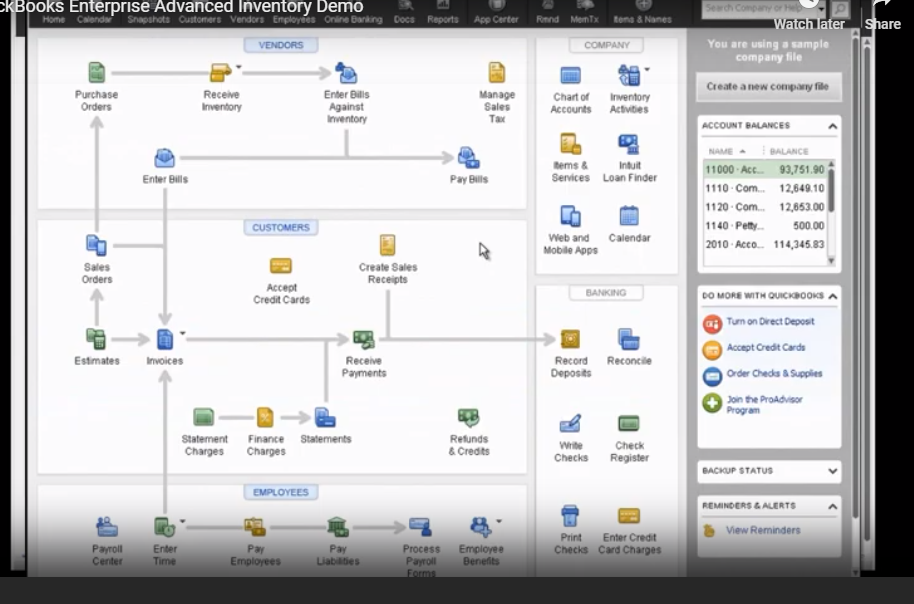 ckBooks Enterprise Advanced Inventory Demo
Watch later
Share
Home Calendar Snapshots Customers Vendors Employees Online Banking Docs Reports App Center Rmnd MemTx Items & Names
Search Company or Help
VENDORS
Purchase
Orders
Receive
Inventory
Enter Bills
Against
Inventory
Manage
Sales
Tax
Enter Bills
Pay Bills
CUSTOMERS
Sales
Orders
Accept
Credit Cards
Create Sales
Receipts
Estimates
Invoices
Receive
Payments
Statement
Charges
Finance
Charges
Statements
Refunds
& Credits
EMPLOYEES
Payroll
Center
Enter
Time
Pay
Employees
Pay
Liabilities
Process
Payroll
Forms
Employee
Benefits
COMPANY
Chart of
Accounts
Inventory
Activities
Items &
Services
Intuit
Loan Finder
Web and
Mobile Apps
Calendar
BANKING
Record
Deposits
Reconcile
Write
Checks
Check
Register
Print
Checks
Enter Credit
Card Charges
You are using a sample
company file
Create a new company file
ACCOUNT BALANCES
NAME BALANCE
11000 · Acc... 93,751.90
1110 · Com... 12,649.10
1120 · Com... 12,653.00
1140 · Petty... 500.00
2010 · Acco... 114,345.83
DO MORE WITH QUICKBOOKS
Turn on Direct Deposit
Accept Credit Cards
Order Checks & Supplies
Join the ProAdvisor
Program
BACKUP STATUS
REMINDERS & ALERTS
View Reminders